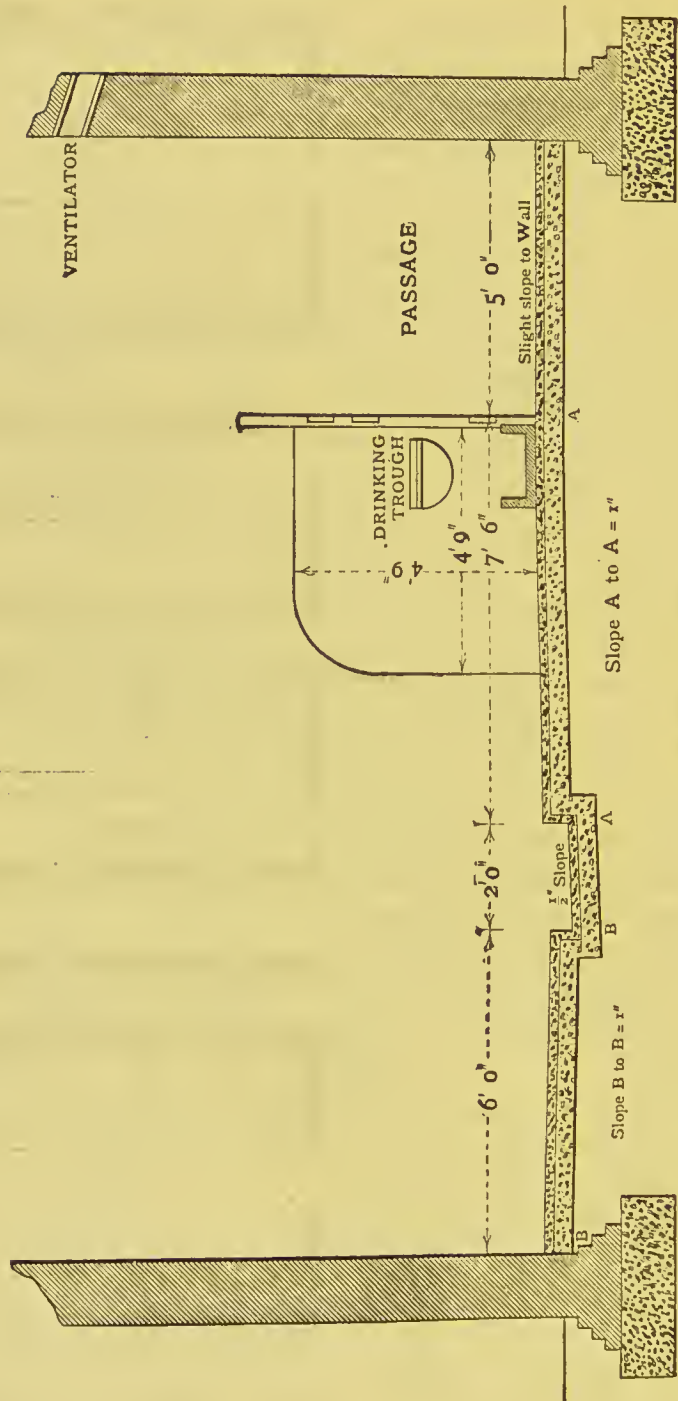 VENTILATOR
PASSAGE
5' 0"
Slight slope to Wall
DRINKING
TROUGH
4' 9"
4' 9"
7' 6"
A
Slope A to A = 1"
2' 0"
1/2" Slope
A
B
6' 0"
Slope B to B = 1"
B